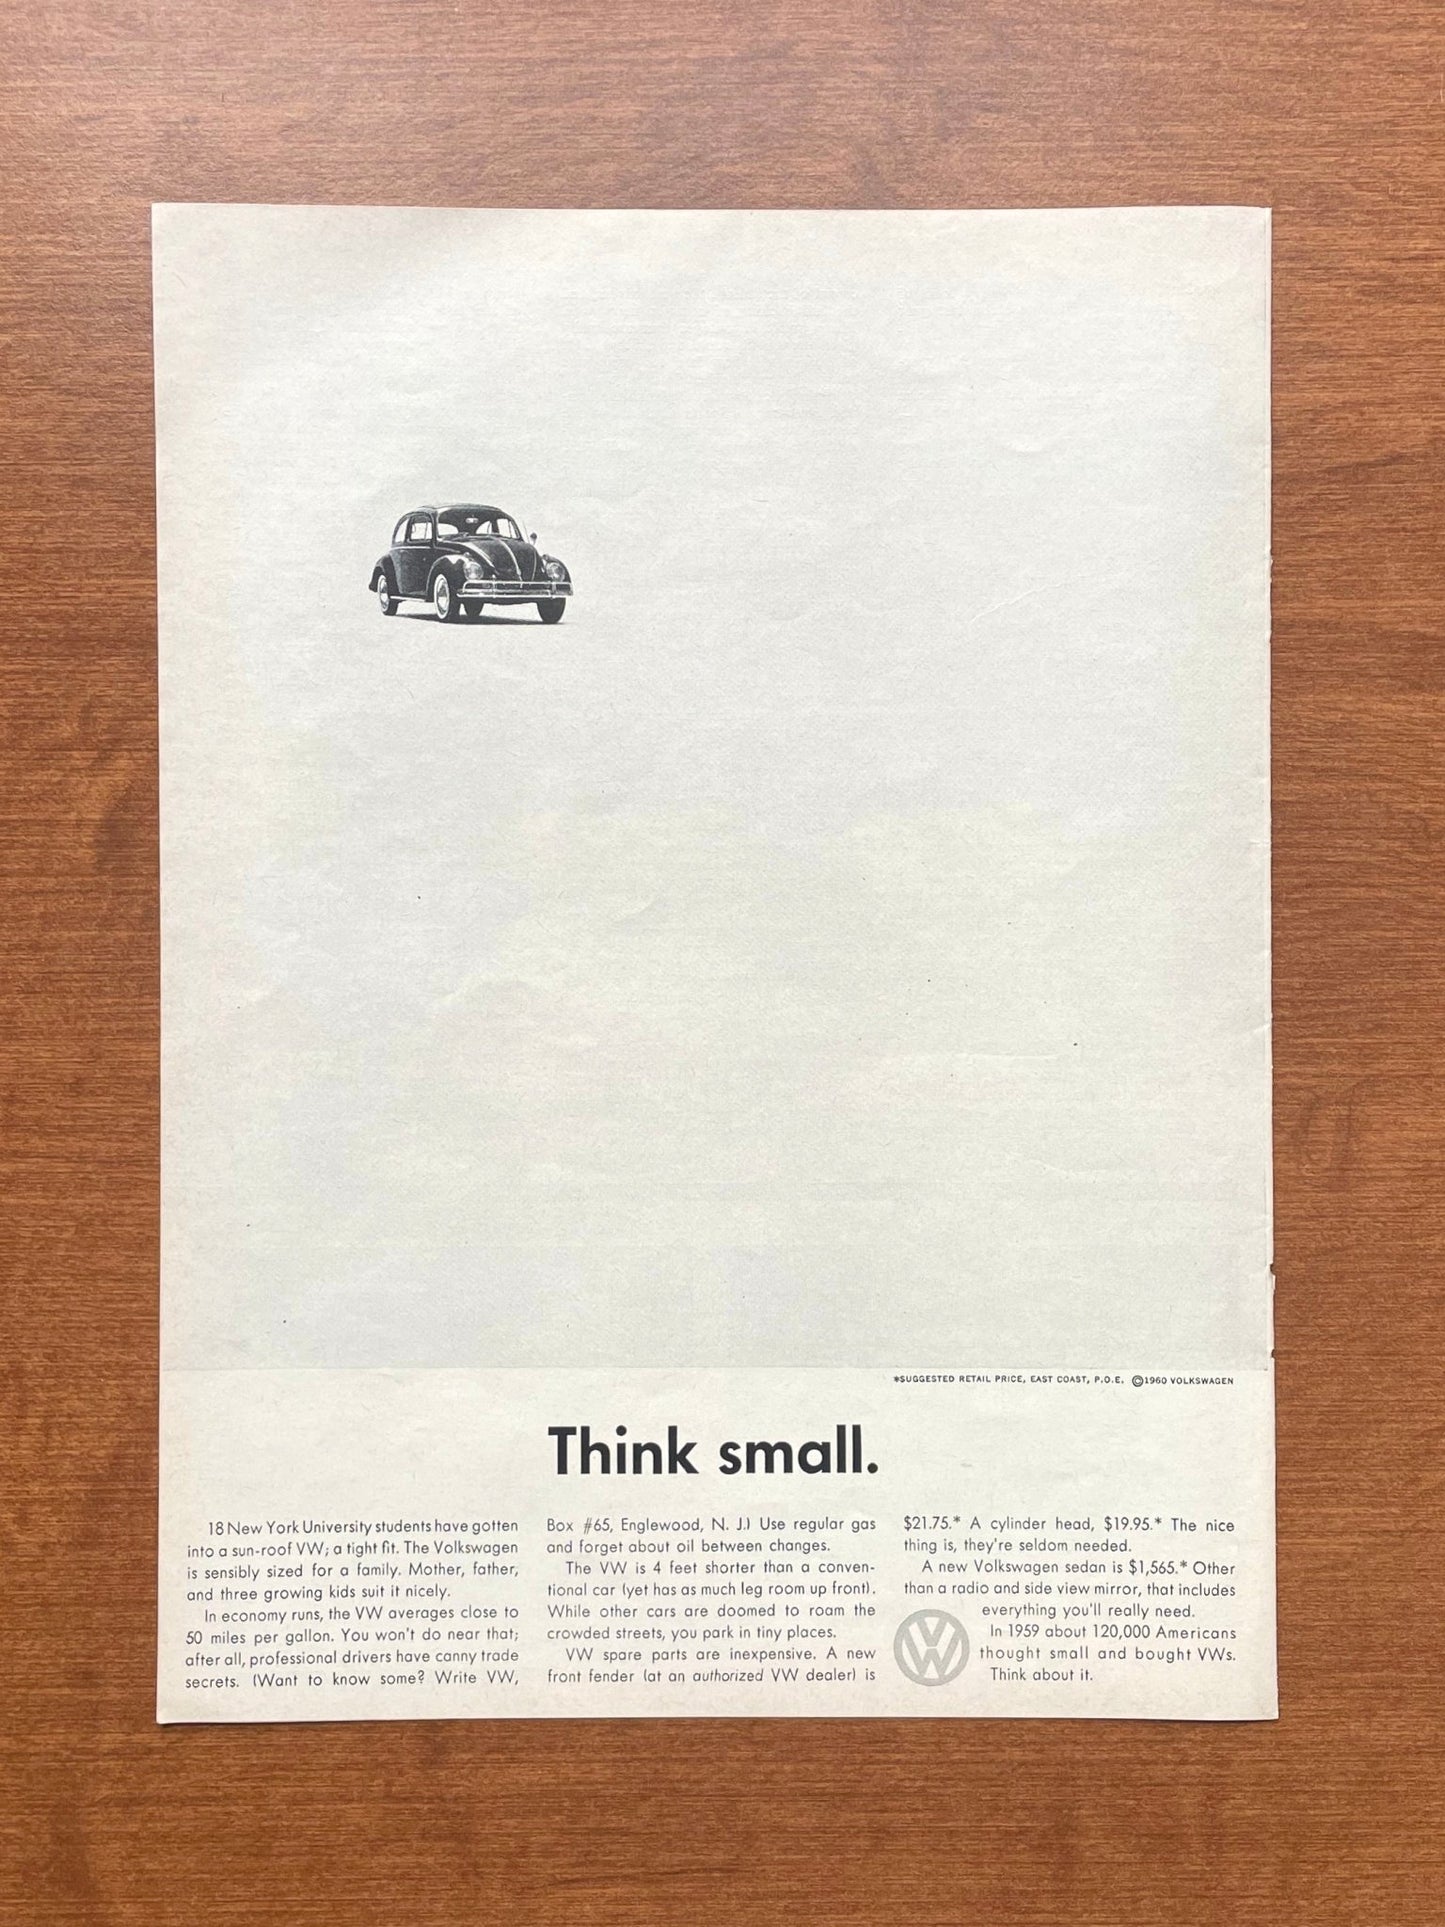 *SUGGESTED RETAIL PRICE, EAST COAST, P.O.E. ©1960 VOLKSWAGEN
Think small.
18 New York University students have gotten
into a sun-roof VW; a tight fit. The Volkswagen
is sensibly sized for a family. Mother, father,
and three growing kids suit it nicely.
In economy runs, the VW averages close to
50 miles per gallon. You won't do near that;
after all, professional drivers have canny trade
secrets. (Want to know some? Write VW,
Box #65, Englewood, N. J.) Use regular gas
and forget about oil between changes.
The VW is 4 feet shorter than a conven-
tional car (yet has as much leg room up front).
While other cars are doomed to roam the
crowded streets, you park in tiny places.
VW spare parts are inexpensive. A new
front fender (at an authorized VW dealer) is
$21.75.* A cylinder head, $19.95.* The nice
thing is, they're seldom needed.
A new Volkswagen sedan is $1,565.* Other
than a radio and side view mirror, that includes
everything you'll really need.
In 1959 about 120,000 Americans
thought small and bought VWs.
Think about it.
VW